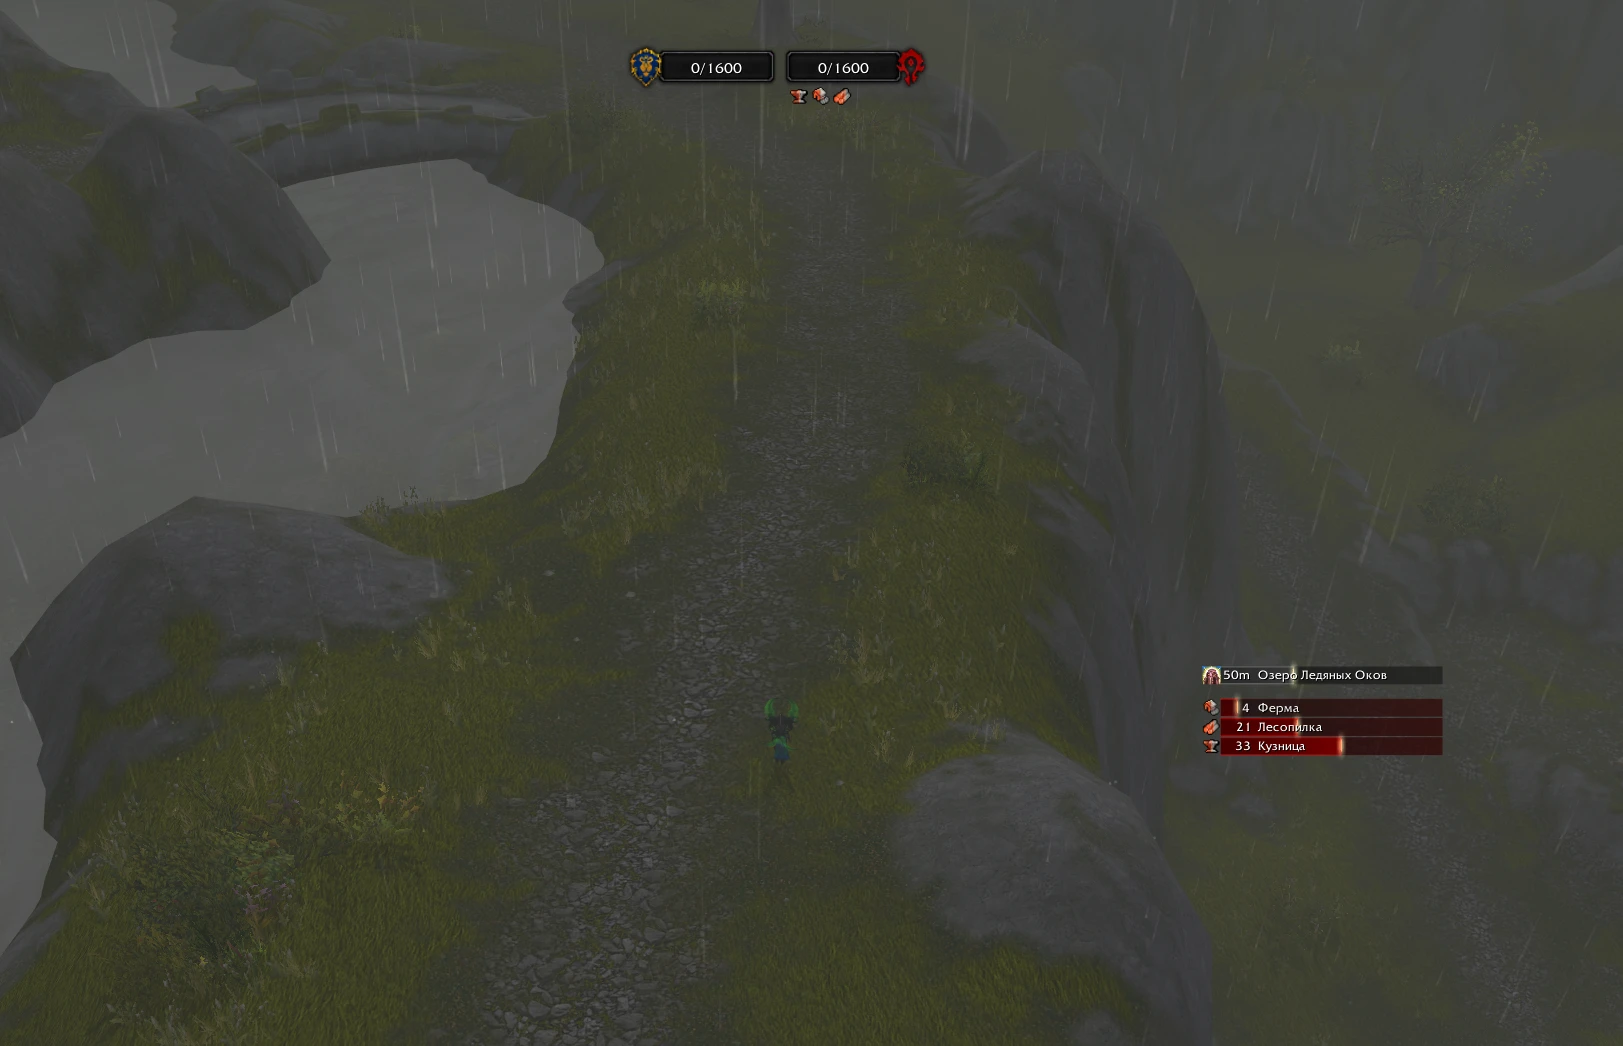 0/1600 0/1600
50m Озеро Ледяных Оков
4 Ферма
21 Лесопилка
33 Кузница